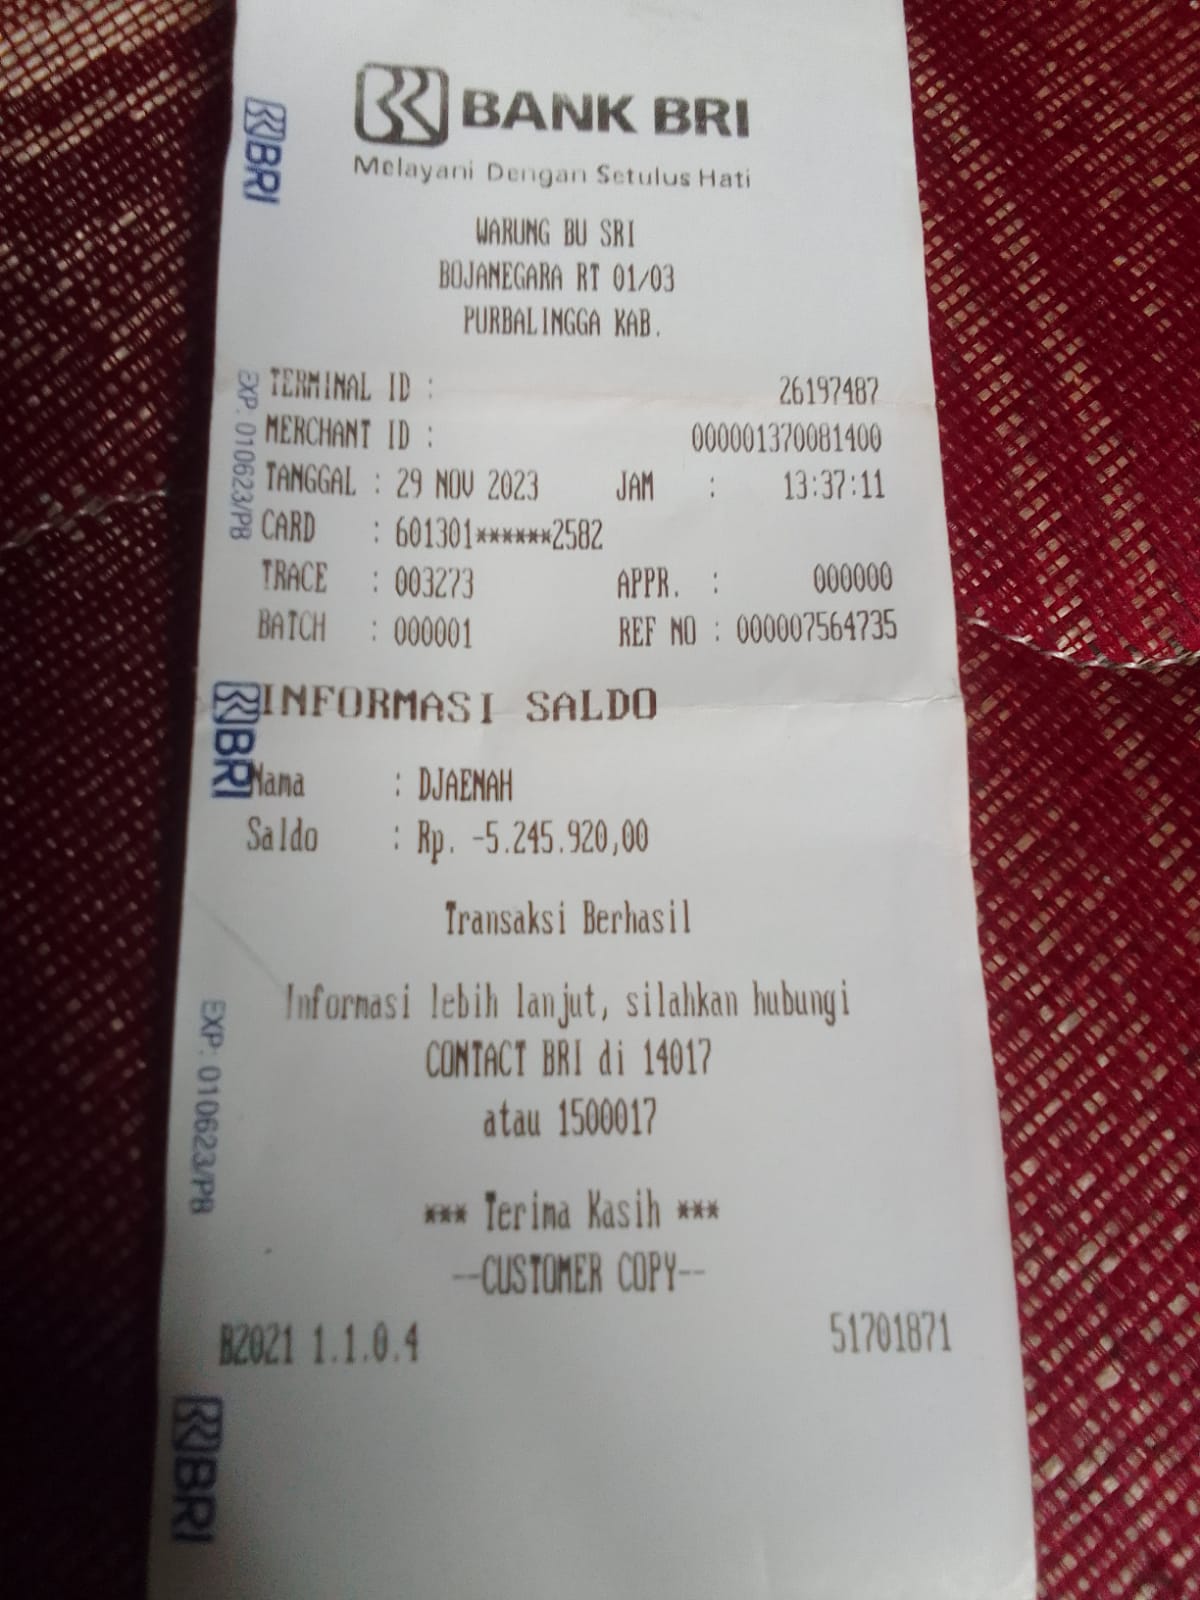 BANK BRI
Melayani Dengan Setulus Hati
WARUNG BU SRI
BOJANEGARA RT 01/03
PURBALINGGA KAB.
TERMINAL ID : 26197487
MERCHANT ID : 000001370081400
TANGGAL : 29 NOV 2023 JAM : 13:37:11
CARD : 601301******2582
TRACE : 003273 APPR. : 000000
BATCH : 000001 REF NO : 000007564735
INFORMASI SALDO
Nama : DJAENAH
Saldo : Rp. -5.245.920,00
Transaksi Berhasil
Informasi lebih lanjut, silahkan hubungi
CONTACT BRI di 14017
atau 1500017
*** Terima Kasih ***
--CUSTOMER COPY--
B2021 1.1.0.4 51701871
BRI
EXP: 010623/PB
BRI
EXP: 010623/PB
BRI